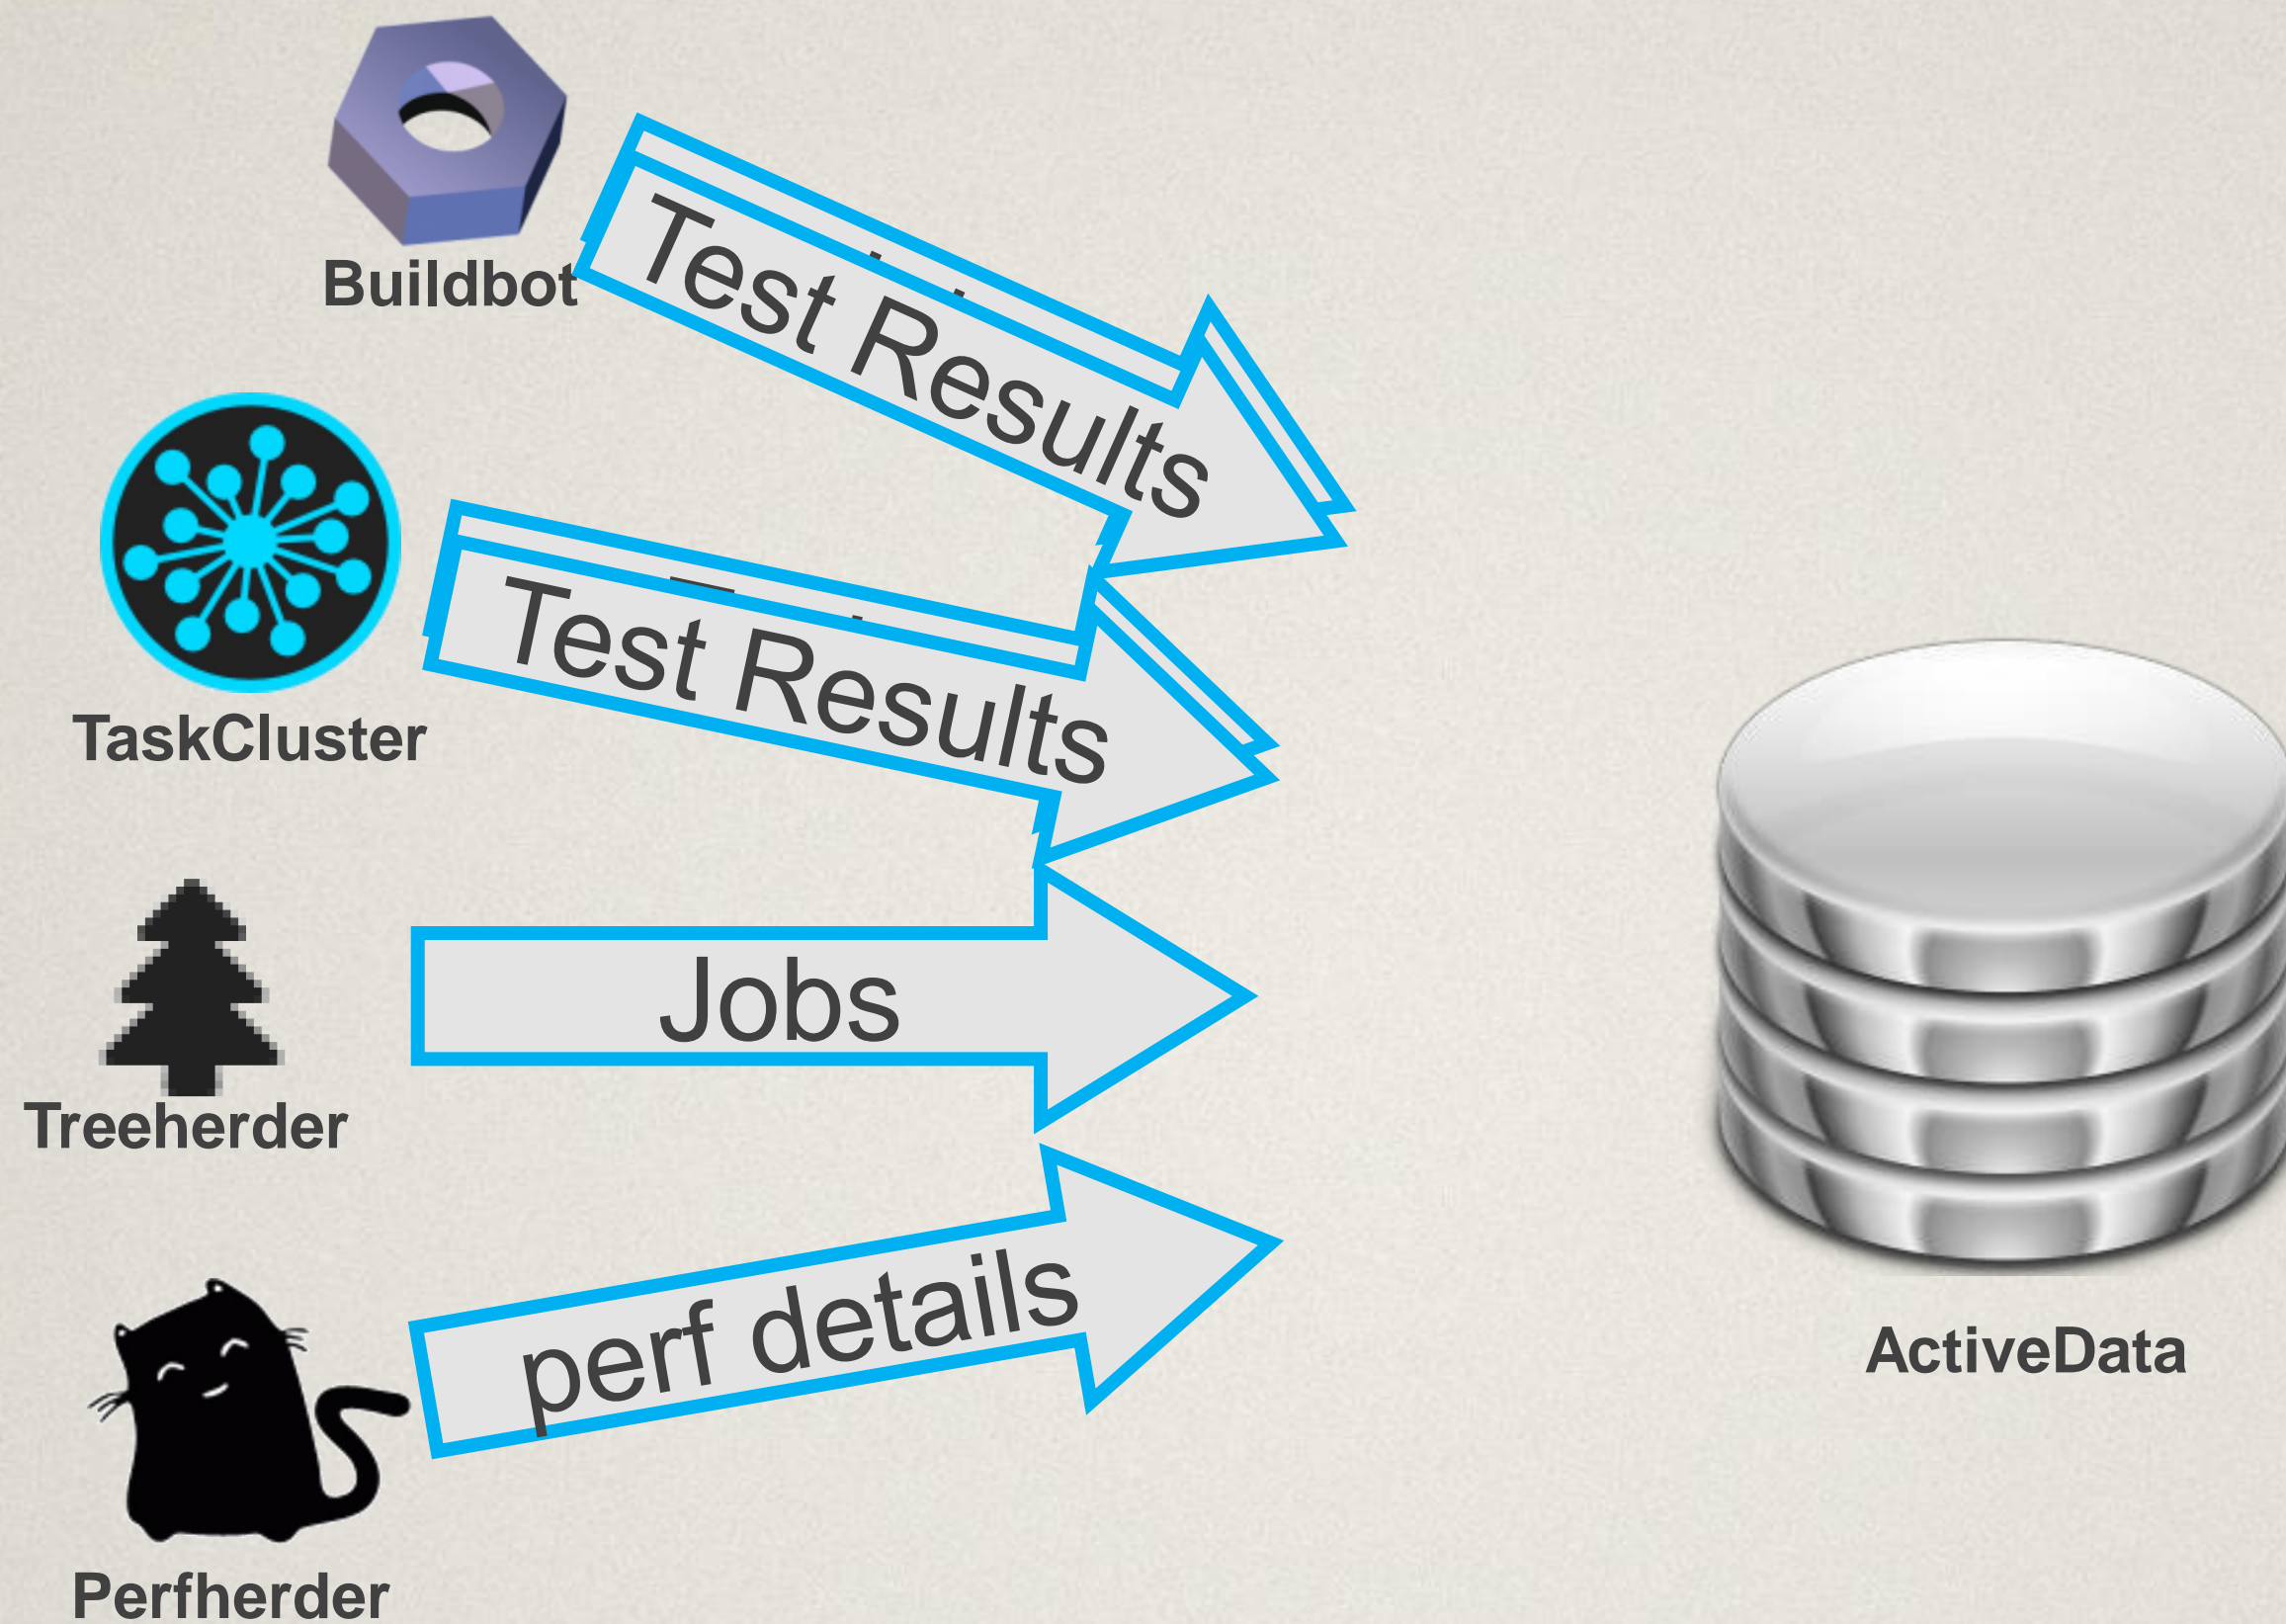 Buildbot
Test Results
TaskCluster
Test Results
Treeherder
Jobs
Perfherder
perf details
ActiveData